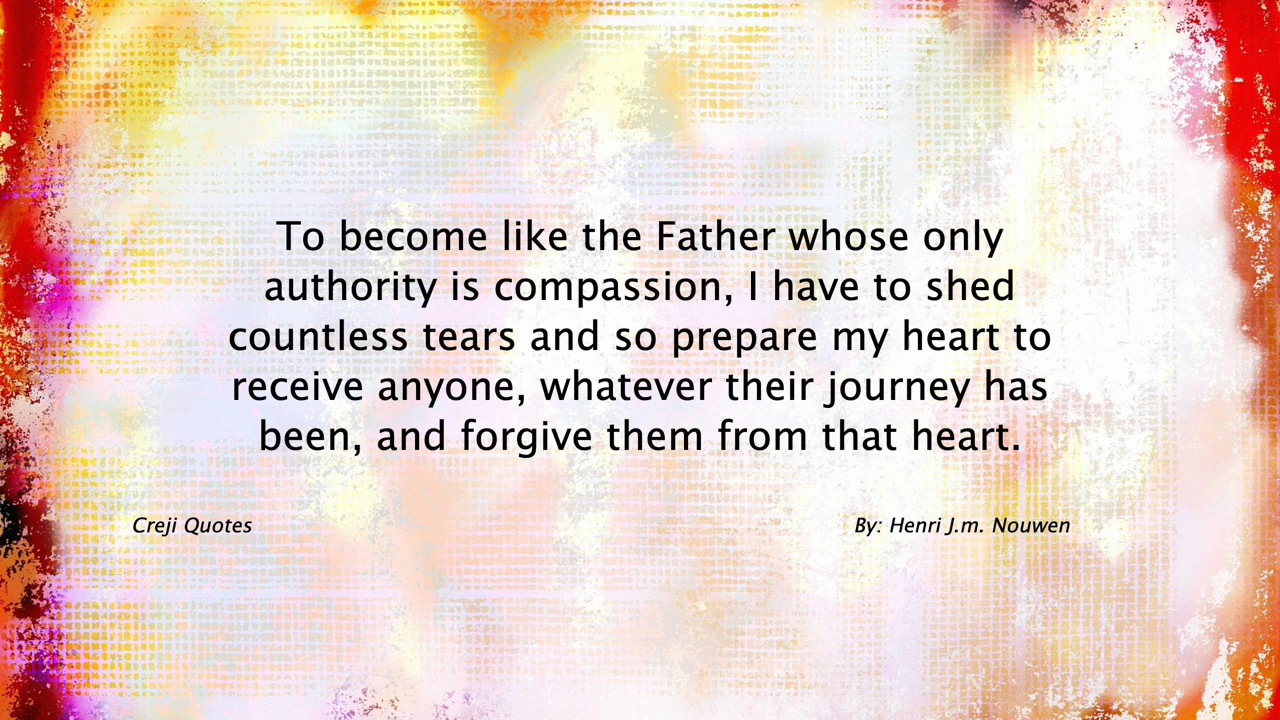 To become like the Father whose only
authority is compassion, I have to shed
countless tears and so prepare my heart to
receive anyone, whatever their journey has
been, and forgive them from that heart.
Creji Quotes
By: Henri J.m. Nouwen